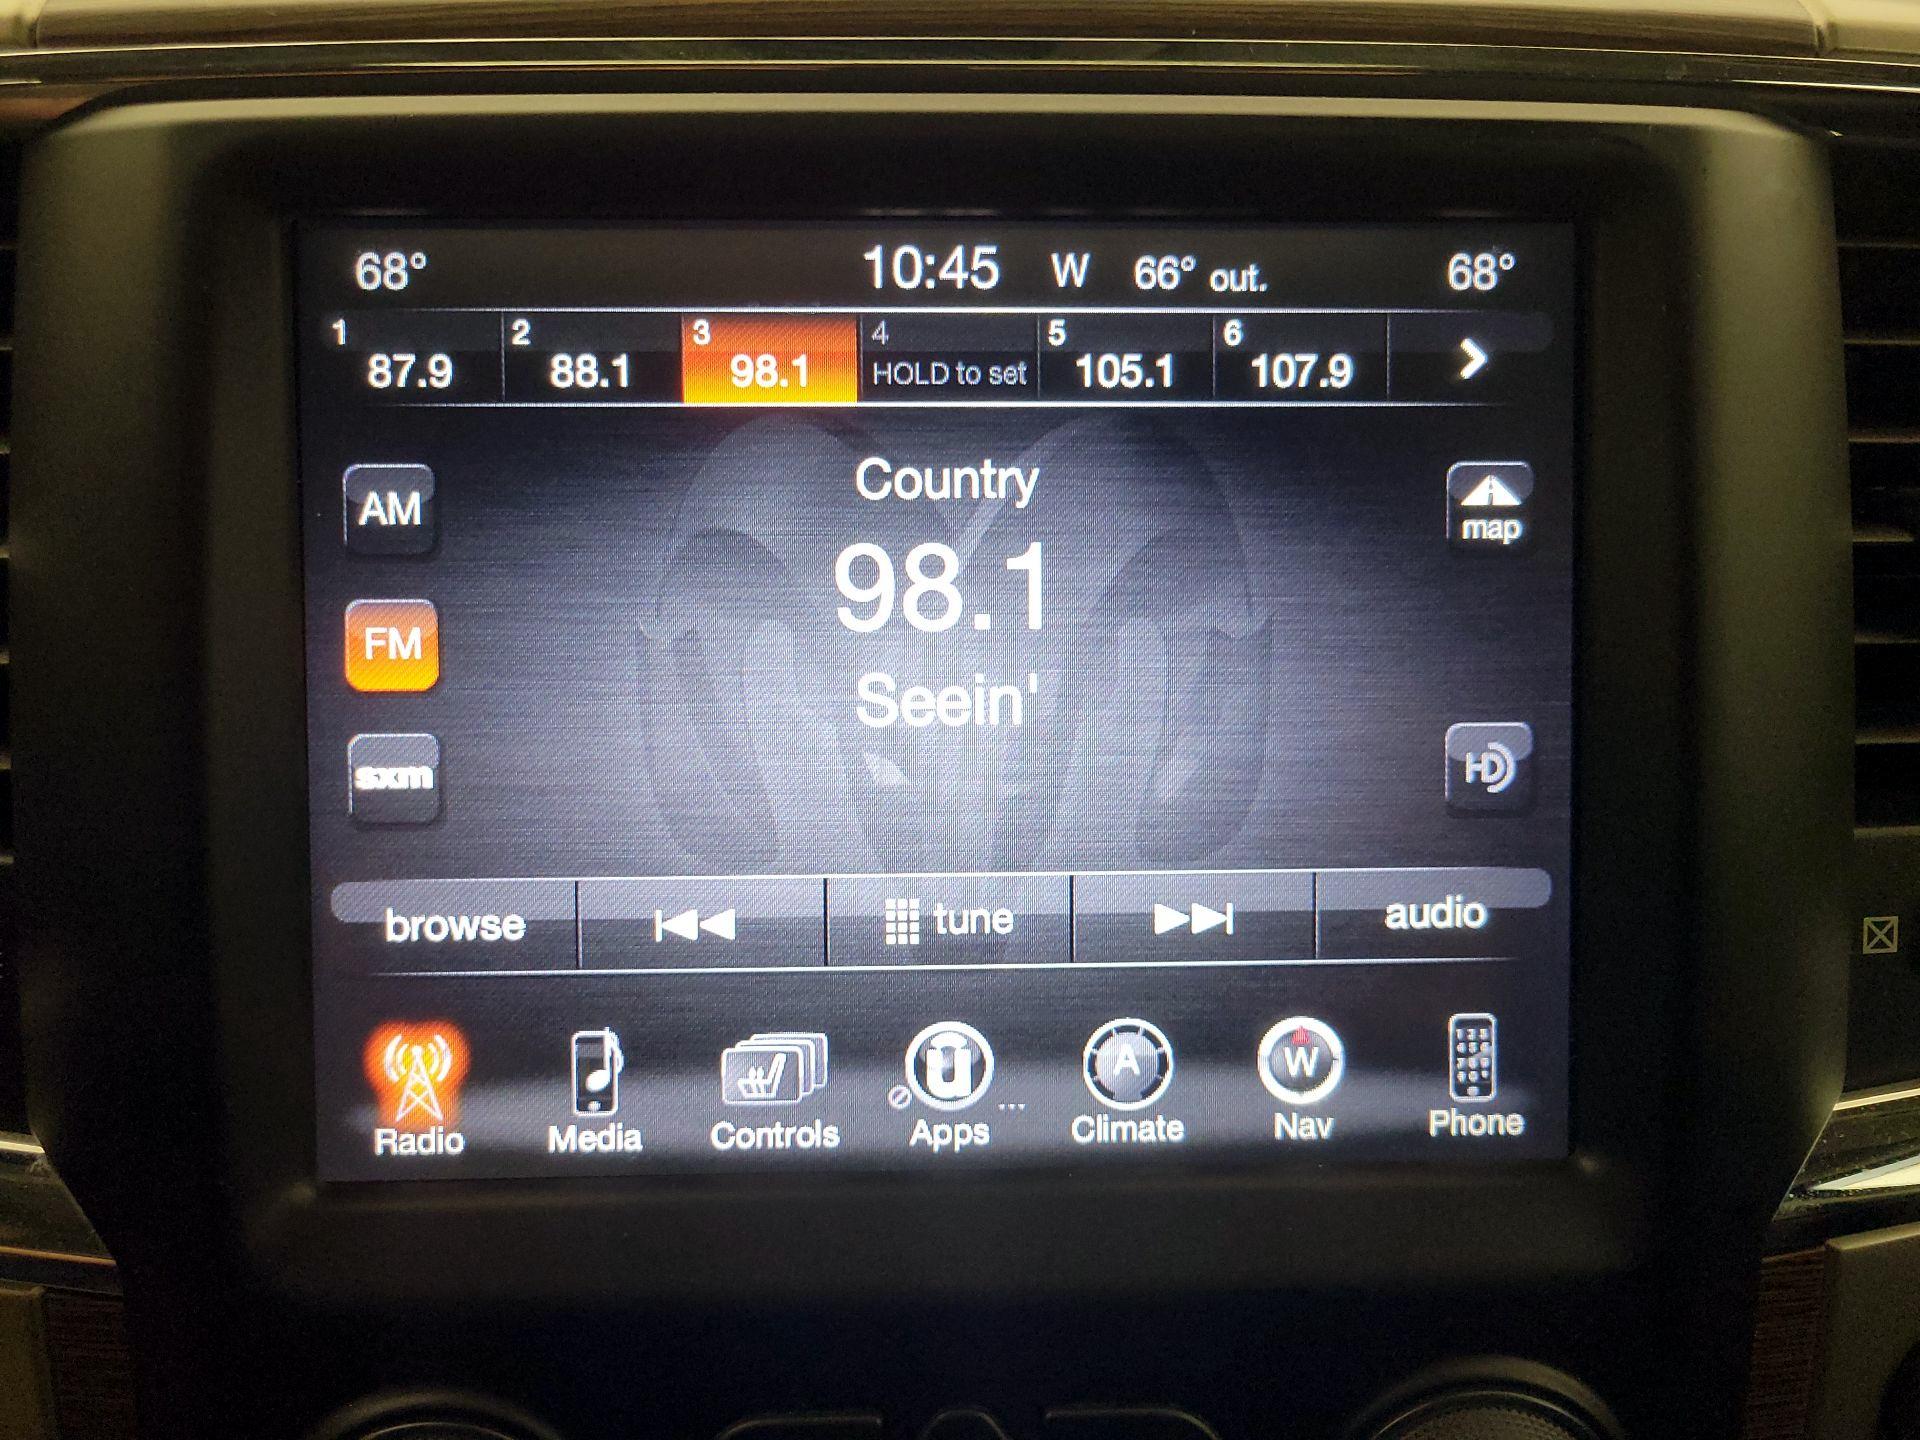 68° 10:45 W 66° out. 68°
1 2 3 4 5 6
87.9 88.1 98.1 HOLD to set 105.1 107.9
Country
98.1
Seein'
AM
map
FM
sxm
HD
browse tune audio
A W
Radio Media Controls Apps Climate Nav Phone